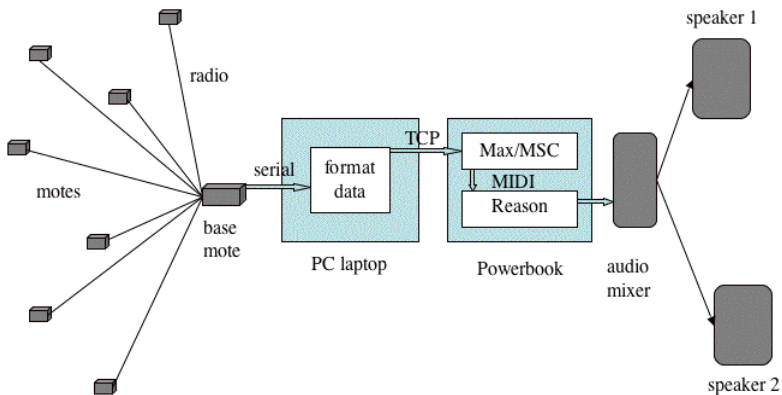 speaker 1
radio
TCP
Max/MSC
serial
format
data
MIDI
motes
Reason
base
mote
PC laptop
Powerbook
audio
mixer
speaker 2